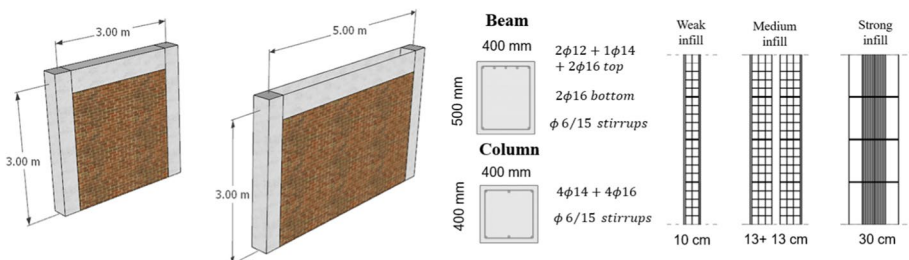 3.00 m
3.00 m
5.00 m
3.00 m
Beam
400 mm
500 mm
2ϕ12 + 1ϕ14
+ 2ϕ16 top
2ϕ16 bottom
ϕ 6/15 stirrups
Column
400 mm
400 mm
4ϕ14 + 4ϕ16
ϕ 6/15 stirrups
Weak
infill
10 cm
Medium
infill
13+ 13 cm
Strong
infill
30 cm